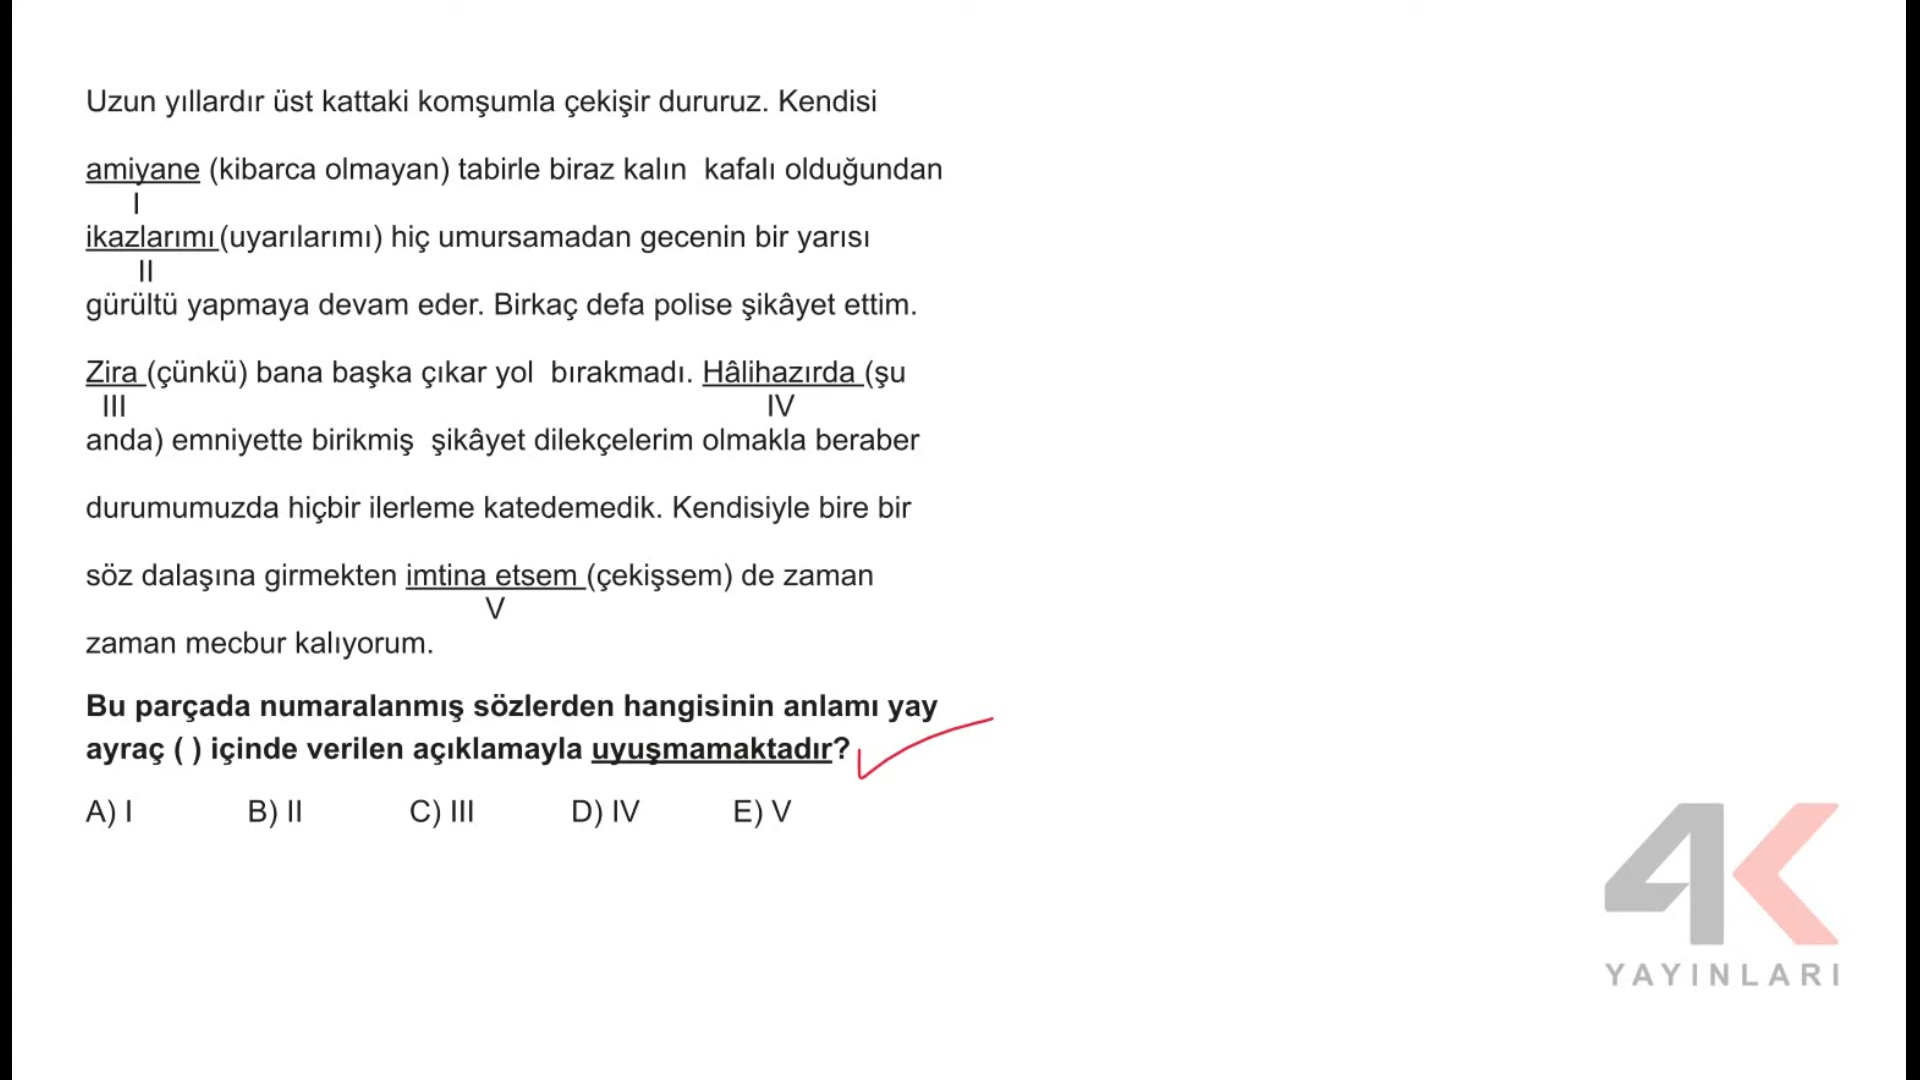 Uzun yıllardır üst kattaki komşumla çekişir dururuz. Kendisi
amiyane (kibarca olmayan) tabirle biraz kalın kafalı olduğundan
I
ikazlarımı (uyarılarımı) hiç umursamadan gecenin bir yarısı
II
gürültü yapmaya devam eder. Birkaç defa polise şikâyet ettim.
Zira (çünkü) bana başka çıkar yol bırakmadı. Hâlihazırda (şu
III IV
anda) emniyette birikmiş şikâyet dilekçelerim olmakla beraber
durumumuzda hiçbir ilerleme katedemedik. Kendisiyle bire bir
söz dalaşına girmekten imtina etsem (çekişsem) de zaman
V
zaman mecbur kalıyorum.
Bu parçada numaralanmış sözlerden hangisinin anlamı yay
ayraç ( ) içinde verilen açıklamayla uyuşmamaktadır?
A) I B) II C) III D) IV E) V
4K
YAYINLARI